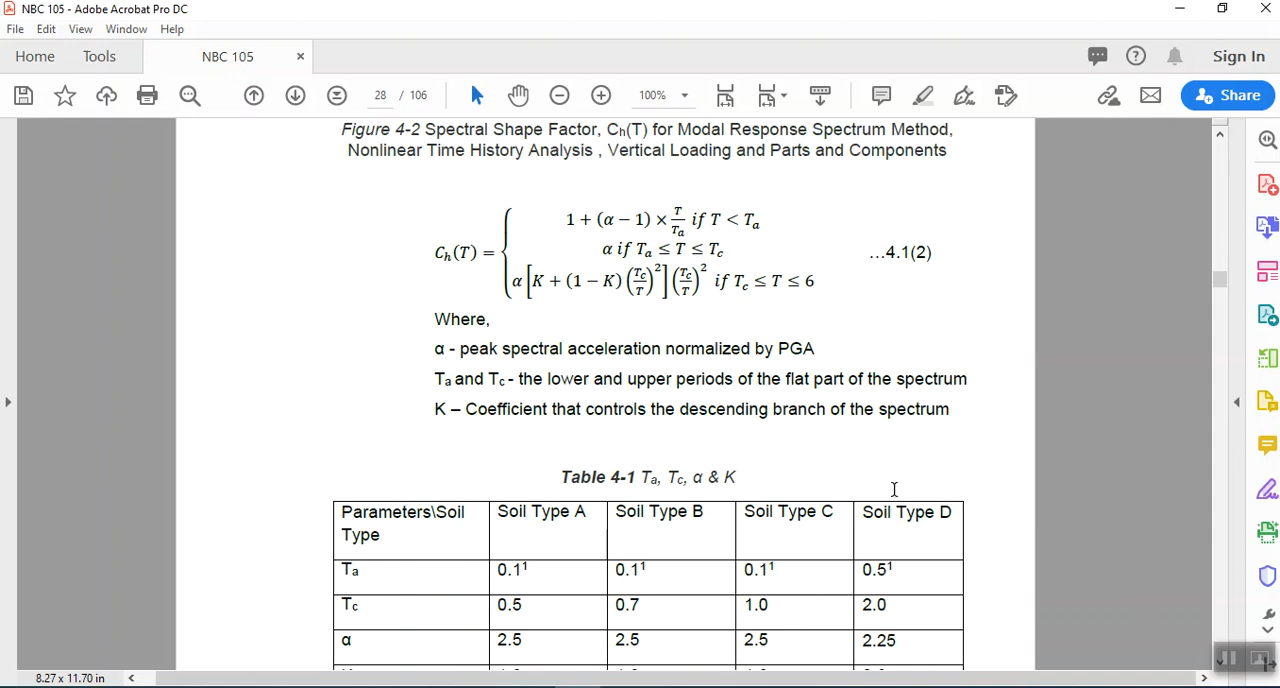 NBC 105 - Adobe Acrobat Pro DC
File Edit View Window Help
Home Tools NBC 105 × Sign In
28 / 106 100% Share
Figure 4-2 Spectral Shape Factor, Cₕ(T) for Modal Response Spectrum Method,
Nonlinear Time History Analysis , Vertical Loading and Parts and Components
1 + (α − 1) × T/Tₐ if T < Tₐ
Cₕ(T) = { α if Tₐ ≤ T ≤ T꜀ …4.1(2)
α [K + (1 − K) (T꜀/T)²] (T꜀/T)² if T꜀ ≤ T ≤ 6
Where,
α - peak spectral acceleration normalized by PGA
Tₐ and T꜀ - the lower and upper periods of the flat part of the spectrum
K – Coefficient that controls the descending branch of the spectrum
Table 4-1 Tₐ, T꜀, α & K
Parameters\Soil Type Soil Type A Soil Type B Soil Type C Soil Type D
Tₐ 0.1¹ 0.1¹ 0.1¹ 0.5¹
T꜀ 0.5 0.7 1.0 2.0
α 2.5 2.5 2.5 2.25
8.27 x 11.70 in